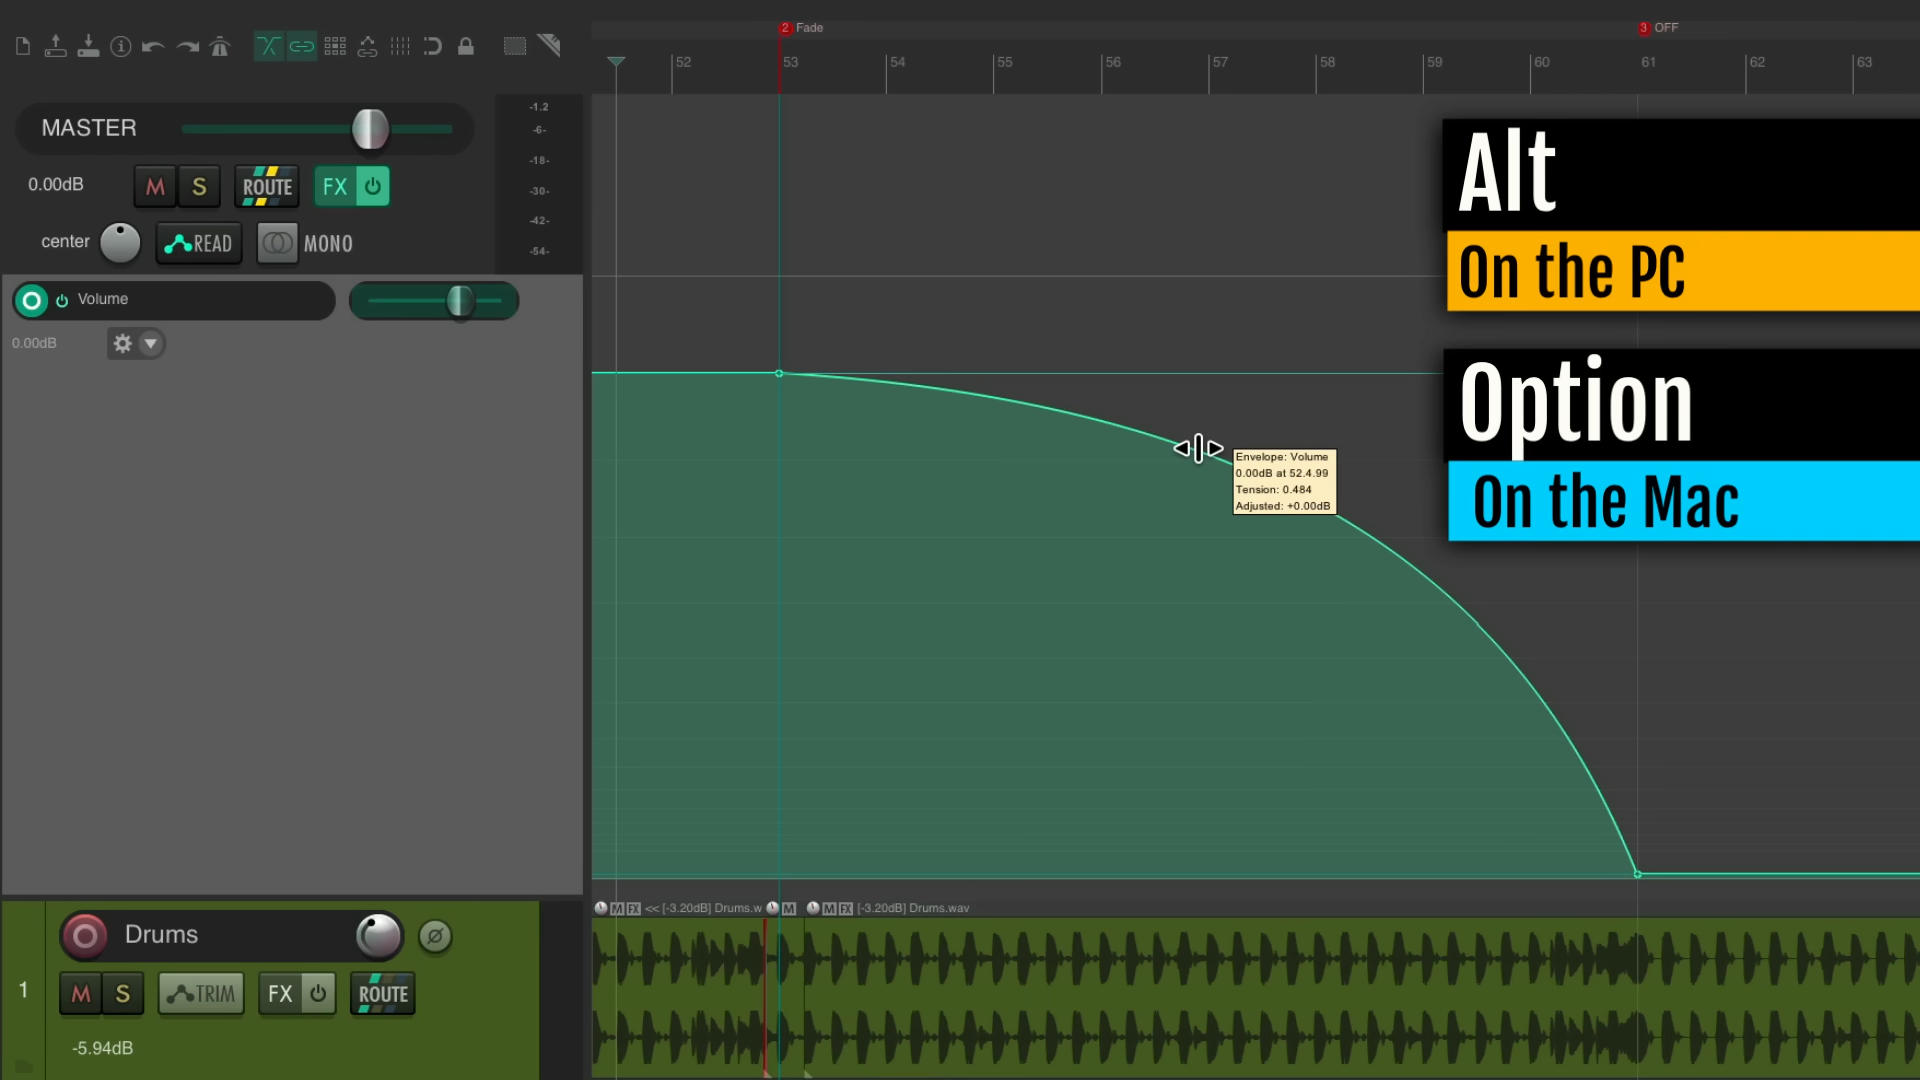 2 Fade
3 OFF
52 53 54 55 56 57 58 59 60 61 62 63
MASTER
-1.2
-6-
-18-
-30-
-42-
-54-
0.00dB
M S ROUTE FX
center READ MONO
Volume
0.00dB
Alt
On the PC
Option
On the Mac
Envelope: Volume
0.00dB at 52.4.99
Tension: 0.484
Adjusted: +0.00dB
M FX << [-3.20dB] Drums.w M M FX [-3.20dB] Drums.wav
Drums
1
M S TRIM FX ROUTE
-5.94dB